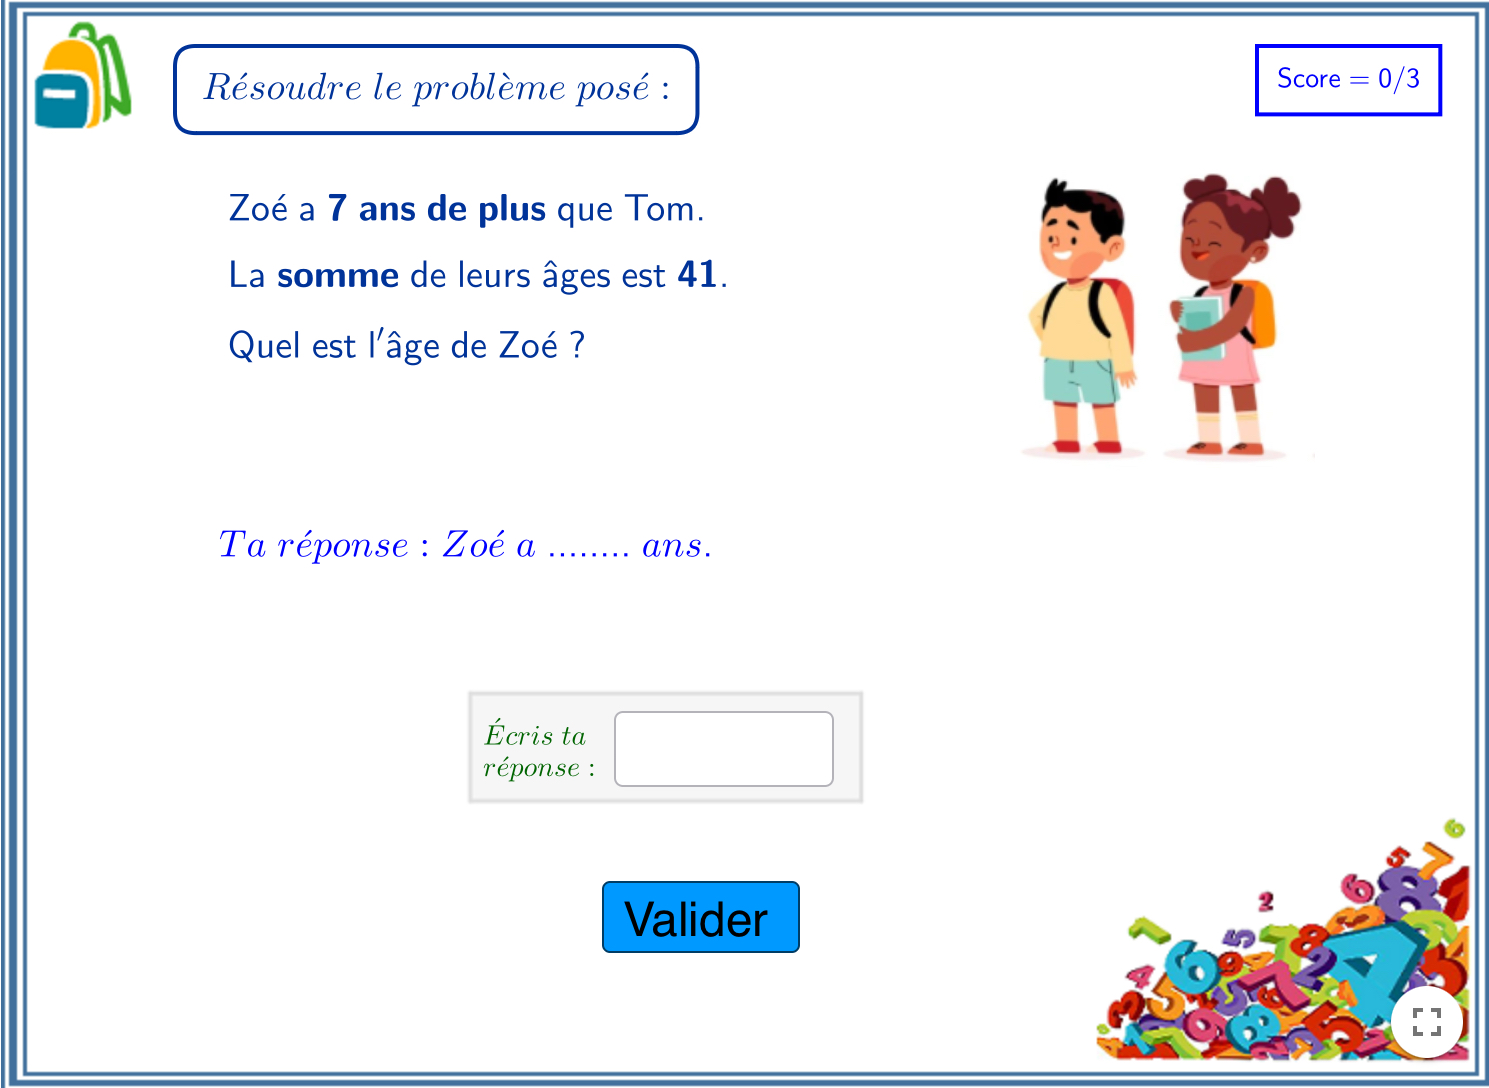 Résoudre le problème posé :
Score = 0/3
Zoé a 7 ans de plus que Tom.
La somme de leurs âges est 41.
Quel est l'âge de Zoé ?
Ta réponse : Zoé a ........ ans.
Écris ta
réponse :
Valider